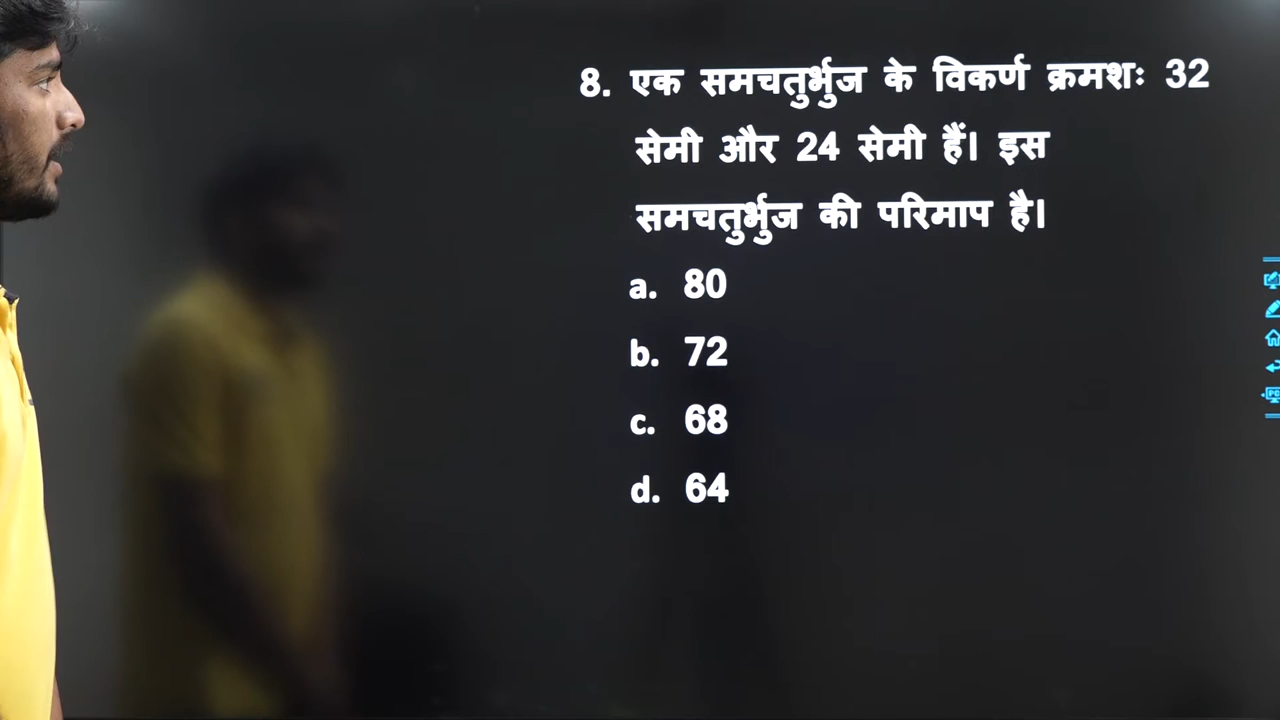 8. एक समचतुर्भुज के विकर्ण क्रमशः 32
सेमी और 24 सेमी हैं। इस
समचतुर्भुज की परिमाप है।
a. 80
b. 72
c. 68
d. 64